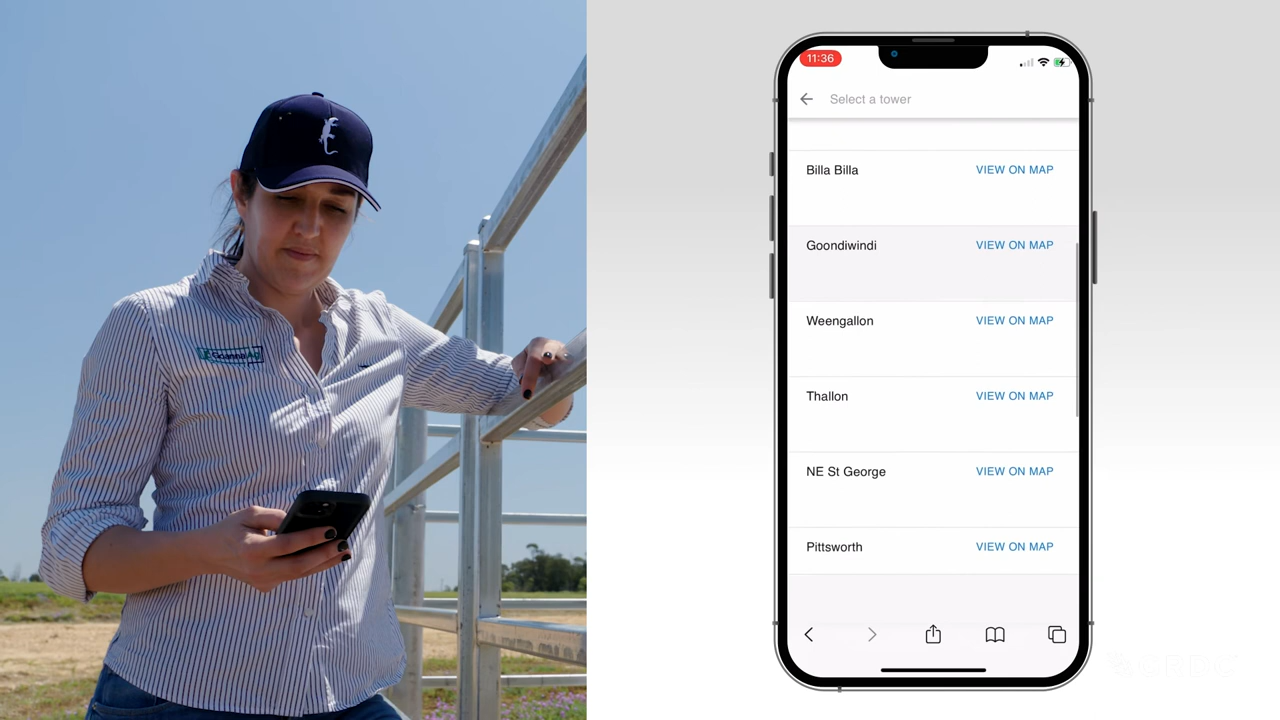 11:36
Select a tower
Billa Billa VIEW ON MAP
Goondiwindi VIEW ON MAP
Weengallon VIEW ON MAP
Thallon VIEW ON MAP
NE St George VIEW ON MAP
Pittsworth VIEW ON MAP
GRDC